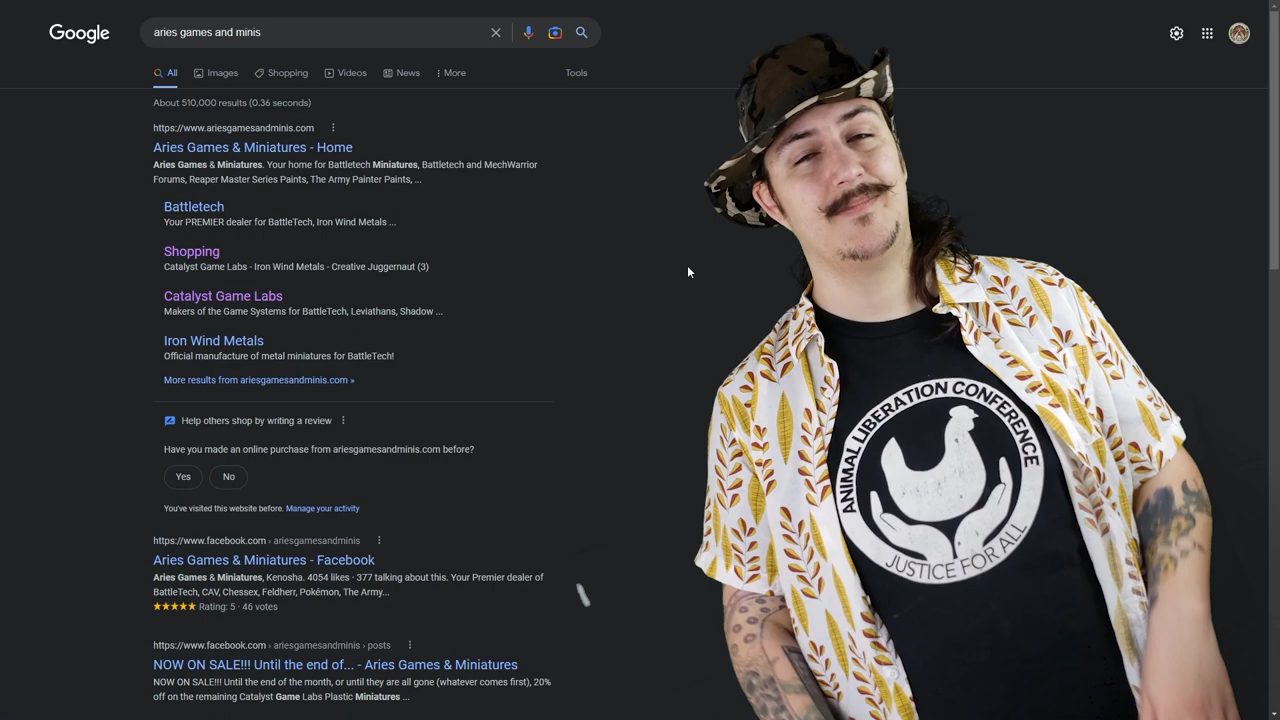 Google
aries games and minis
All
Images
Shopping
Videos
News
More
Tools
About 510,000 results (0.36 seconds)
https://www.ariesgamesandminis.com
Aries Games & Miniatures - Home
Aries Games & Miniatures. Your home for Battletech Miniatures, Battletech and MechWarrior
Forums, Reaper Master Series Paints, The Army Painter Paints, ...
Battletech
Your PREMIER dealer for BattleTech, Iron Wind Metals ...
Shopping
Catalyst Game Labs - Iron Wind Metals - Creative Juggernaut (3)
Catalyst Game Labs
Makers of the Game Systems for BattleTech, Leviathans, Shadow ...
Iron Wind Metals
Official manufacture of metal miniatures for BattleTech!
More results from ariesgamesandminis.com »
Help others shop by writing a review
Have you made an online purchase from ariesgamesandminis.com before?
Yes
No
You've visited this website before. Manage your activity
https://www.facebook.com › ariesgamesandminis
Aries Games & Miniatures - Facebook
Aries Games & Miniatures, Kenosha. 4054 likes · 377 talking about this. Your Premier dealer of
BattleTech, CAV, Chessex, Feldherr, Pokémon, The Army...
Rating: 5 · 46 votes
https://www.facebook.com › ariesgamesandminis › posts
NOW ON SALE!!! Until the end of... - Aries Games & Miniatures
NOW ON SALE!!! Until the end of the month, or until they are all gone (whatever comes first), 20%
off on the remaining Catalyst Game Labs Plastic Miniatures ...
ANIMAL LIBERATION CONFERENCE
JUSTICE FOR ALL